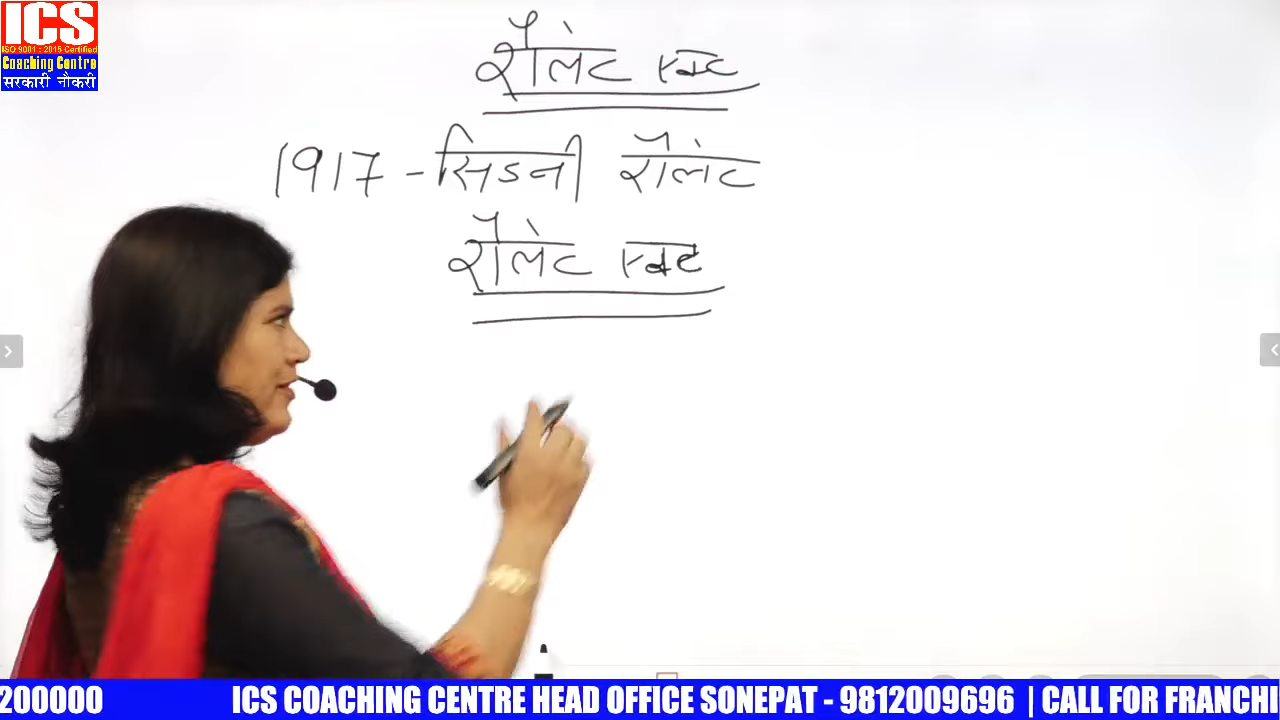 ICS
ISO 9001 : 2015 Certified
Coaching Centre
सरकारी नौकरी
रौलेट एक्ट
1917 - सिडनी रौलेट
रौलेट एक्ट
200000 ICS COACHING CENTRE HEAD OFFICE SONEPAT - 9812009696 | CALL FOR FRANCHI